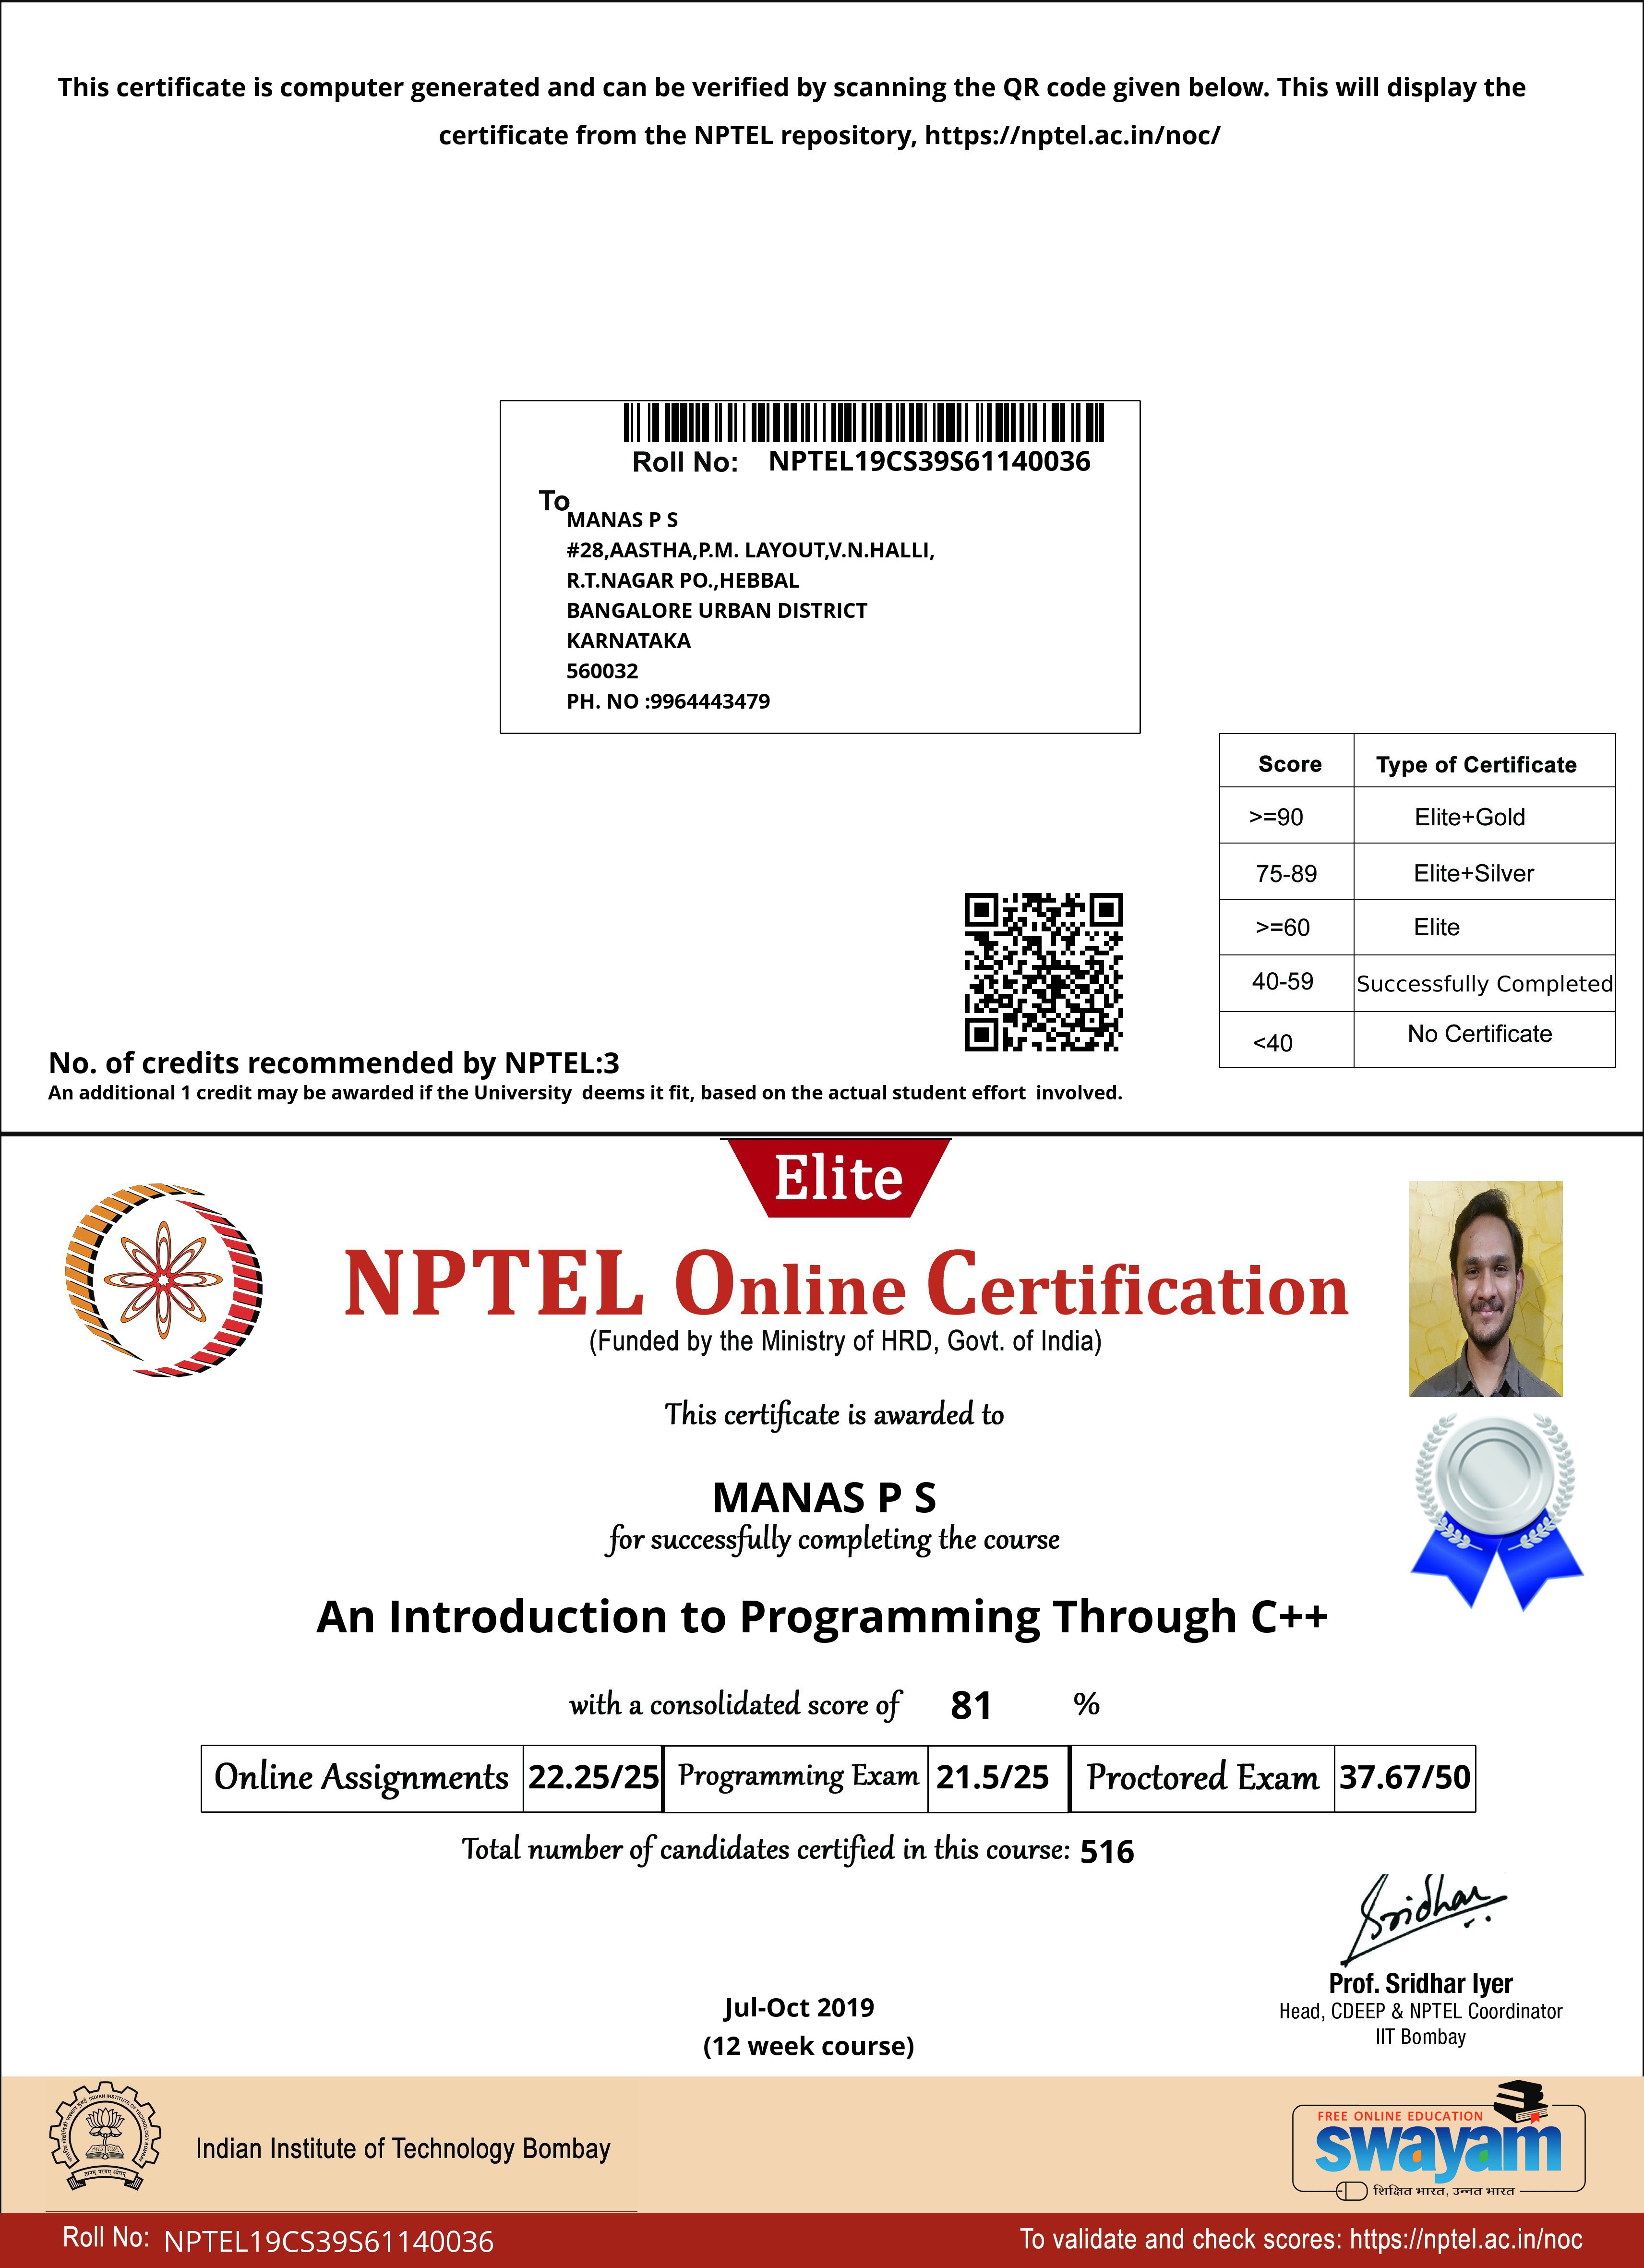 This certificate is computer generated and can be verified by scanning the QR code given below. This will display the
certificate from the NPTEL repository, https://nptel.ac.in/noc/
Roll No: NPTEL19CS39S61140036
To
MANAS P S
#28,AASTHA,P.M. LAYOUT,V.N.HALLI,
R.T.NAGAR PO.,HEBBAL
BANGALORE URBAN DISTRICT
KARNATAKA
560032
PH. NO :9964443479
Score Type of Certificate
>=90 Elite+Gold
75-89 Elite+Silver
>=60 Elite
40-59 Successfully Completed
<40 No Certificate
No. of credits recommended by NPTEL:3
An additional 1 credit may be awarded if the University deems it fit, based on the actual student effort involved.
Elite
NPTEL Online Certification
(Funded by the Ministry of HRD, Govt. of India)
This certificate is awarded to
MANAS P S
for successfully completing the course
An Introduction to Programming Through C++
with a consolidated score of 81 %
Online Assignments 22.25/25 Programming Exam 21.5/25 Proctored Exam 37.67/50
Total number of candidates certified in this course: 516
Sridhar
Prof. Sridhar Iyer
Head, CDEEP & NPTEL Coordinator
IIT Bombay
Jul-Oct 2019
(12 week course)
INDIAN INSTITUTE OF TECHNOLOGY BOMBAY
ज्ञानम् परमम् ध्येयम्
Indian Institute of Technology Bombay
FREE ONLINE EDUCATION
swayam
शिक्षित भारत, उन्नत भारत
Roll No: NPTEL19CS39S61140036
To validate and check scores: https://nptel.ac.in/noc